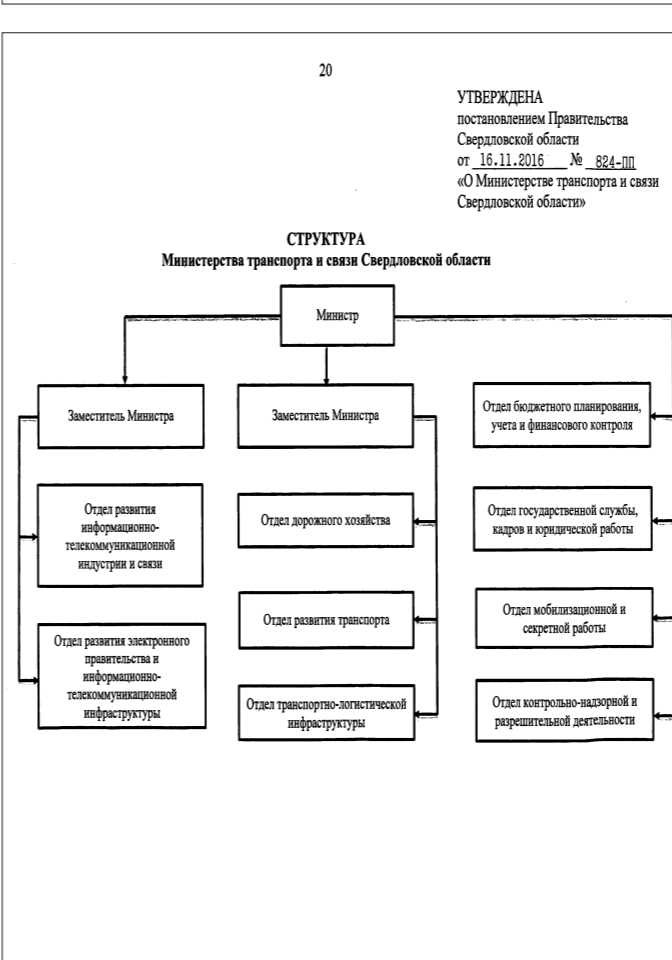 20
УТВЕРЖДЕНА
постановлением Правительства
Свердловской области
от 16.11.2016 № 824-ПП
«О Министерстве транспорта и связи
Свердловской области»
СТРУКТУРА
Министерства транспорта и связи Свердловской области
Министр
Заместитель Министра
Отдел развития
информационно-
телекоммуникационной
индустрии и связи
Отдел развития электронного
правительства и
информационно-
телекоммуникационной
инфраструктуры
Заместитель Министра
Отдел дорожного хозяйства
Отдел развития транспорта
Отдел транспортно-логистической
инфраструктуры
Отдел бюджетного планирования,
учета и финансового контроля
Отдел государственной службы,
кадров и юридической работы
Отдел мобилизационной и
секретной работы
Отдел контрольно-надзорной и
разрешительной деятельности